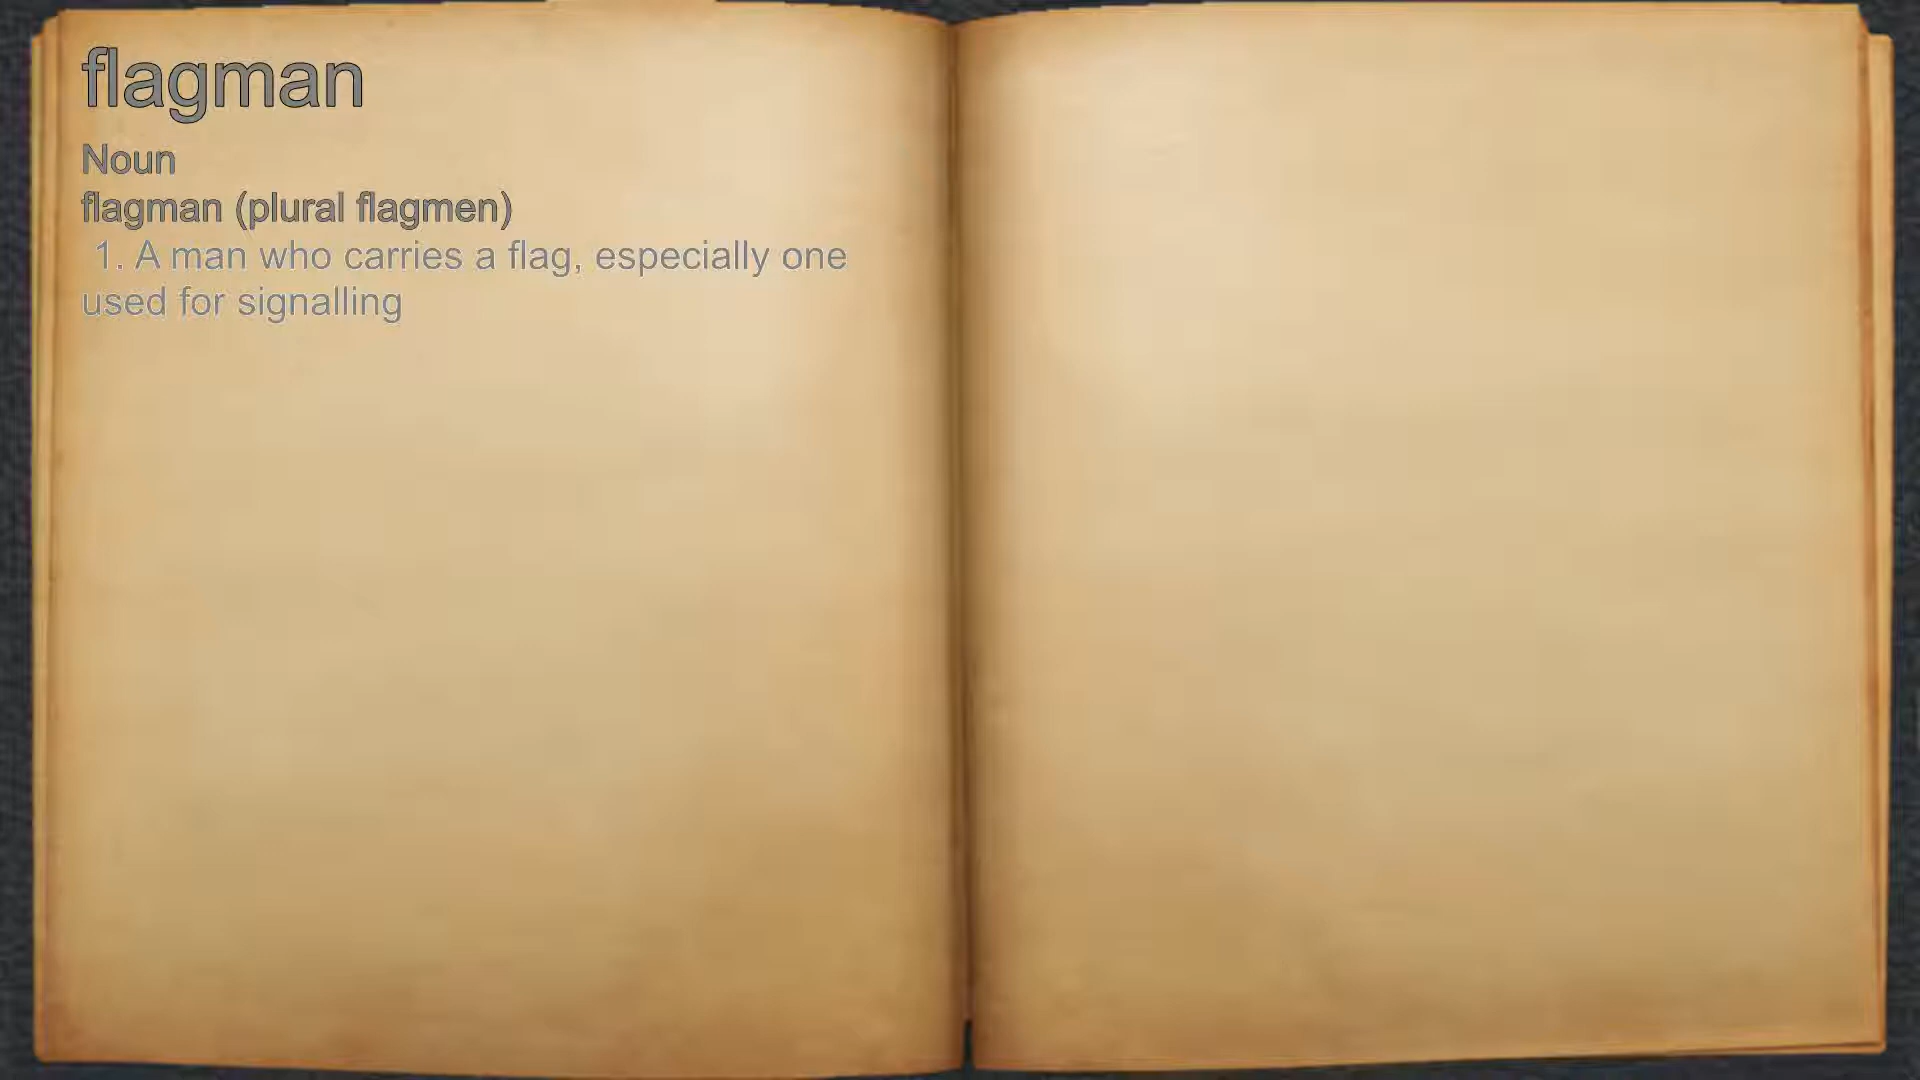 flagman
Noun
flagman (plural flagmen)
1. A man who carries a flag, especially one
used for signalling